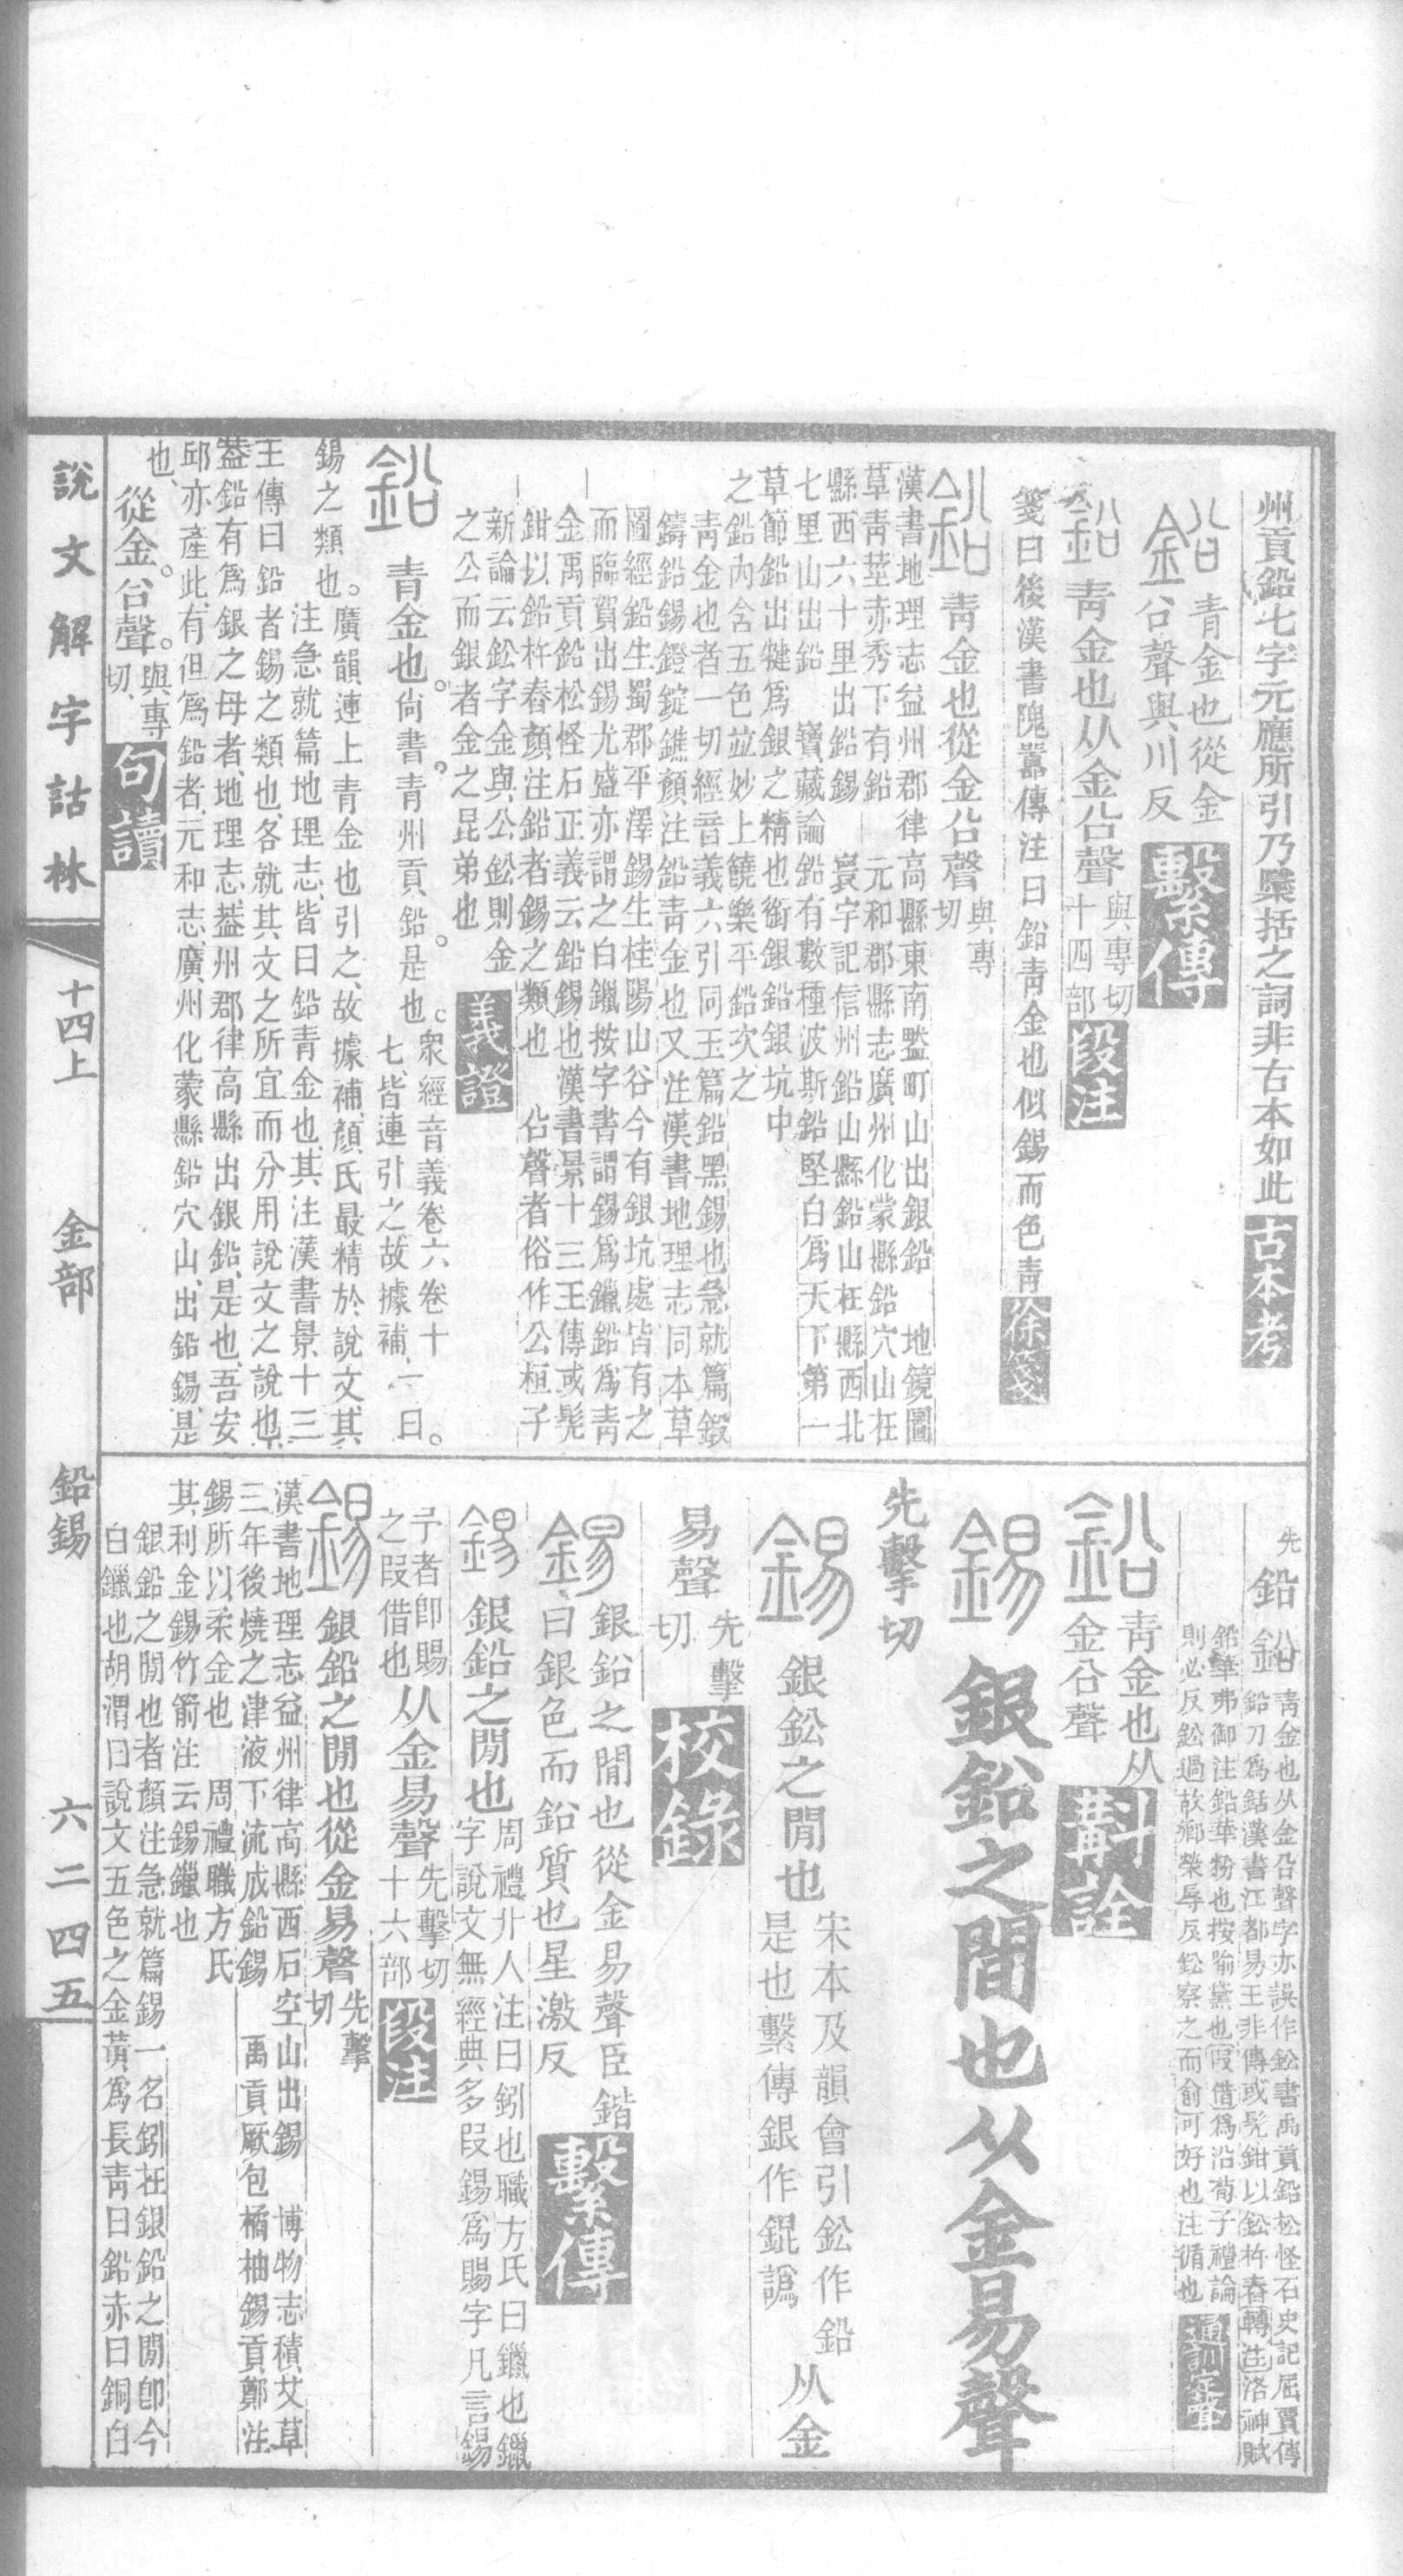 州貢鉛七字元應所引乃檃括之詞非古本如此古本考
鉛青金也從金
㕣聲與川反繫傳
鉛青金也从金㕣聲與專切
十四部段注
箋曰後漢書隗囂傳注曰鉛青金也似錫而色青徐箋
鉛青金也從金㕣聲與專
切
漢書地理志益州郡律高縣東南盢町山出銀鉛 地鏡圖
草青莖赤秀下有鉛 元和郡縣志廣州化蒙縣鉛穴山在
縣西六十里出鉛錫 寰宇記信州鉛山縣鉛山在縣西北
七里山出鉛 寶藏論鉛有數種波斯鉛堅白爲天下第一
草節鉛出犍爲銀之精也銜銀鉛銀坑中
之鉛內含五色竝妙上饒樂平鉛次之
青金也者一切經音義六引同玉篇鉛黑錫也急就篇鍛
鑄鉛錫鐙錠鐎顏注鉛青金也又注漢書地理志同本草
圖經鉛生蜀郡平澤錫生桂陽山谷今有銀坑處皆有之
而臨賀出錫尤盛亦謂之白鑞按字書謂錫爲鑞鉛爲青
金禹貢鉛松怪石正義云鉛錫也漢書景十三王傳或髡
鉗以鉛杵舂顏注鉛者錫之類也 㕣聲者俗作公桓子
新論云鈆字金與公鈆則金
之公而銀者金之昆弟也義證
鉛青金也。尙書青州貢鉛是也。衆經音義卷六卷十
七、皆連引之、故據補、一曰。
錫之類也。廣韻連上青金也引之、故據補、顏氏最精於說文、其
注急就篇地理志、皆曰鉛青金也、其注漢書景十三
王傳曰鉛者錫之類也、各就其文之所宜而分用說文之說也、
葢鉛有爲銀之母者、地理志、葢州郡律高縣出銀鉛、是也、吾安
邱亦產此、有但爲鉛者、元和志、廣州化蒙縣鉛穴山、出鉛錫、是
也、從金。㕣聲。與專
切、句讀
說文解字詁林 十四上 金部 鉛錫 六二四五
先 鉛鉛青金也从金㕣聲字亦誤作鈆書禹貢鉛松怪石史記屈賈傳
鉛刀爲銛漢書江都易王非傳或髡鉗以鈆杵舂轉注洛神賦
鉛華弗御注鉛華粉也按喻黛也叚借爲沿荀子禮論
則必反鈆過故鄉榮辱反鈆察之而俞可好也注循也通訓定聲
鉛青金也从
金㕣聲斠詮
錫銀鉛之間也从金易聲
先擊切
錫銀鈆之閒也宋本及韻會引鈆作鉛
是也繫傳銀作錕譌从金
易聲先擊
切校錄
錫銀鉛之閒也從金易聲臣鍇
曰銀色而鉛質也星激反繫傳
錫銀鉛之閒也周禮卝人注曰鈏也職方氏曰鑞也鑞
字說文無經典多叚錫爲賜字凡言錫
予者卽賜
之叚借也从金易聲先擊切
十六部段注
錫銀鉛之閒也從金易聲先擊
切
漢書地理志益州律高縣西石空山出錫 博物志積艾草
三年後燒之津液下流成鉛錫 禹貢厥包橘柚錫貢鄭注
錫所以柔金也 周禮職方氏
其利金錫竹箭注云錫鑞也
銀鉛之閒也者顏注急就篇錫一名鈏在銀鉛之閒卽今
白鑞也胡渭曰說文五色之金黃爲長青曰鉛赤曰銅白